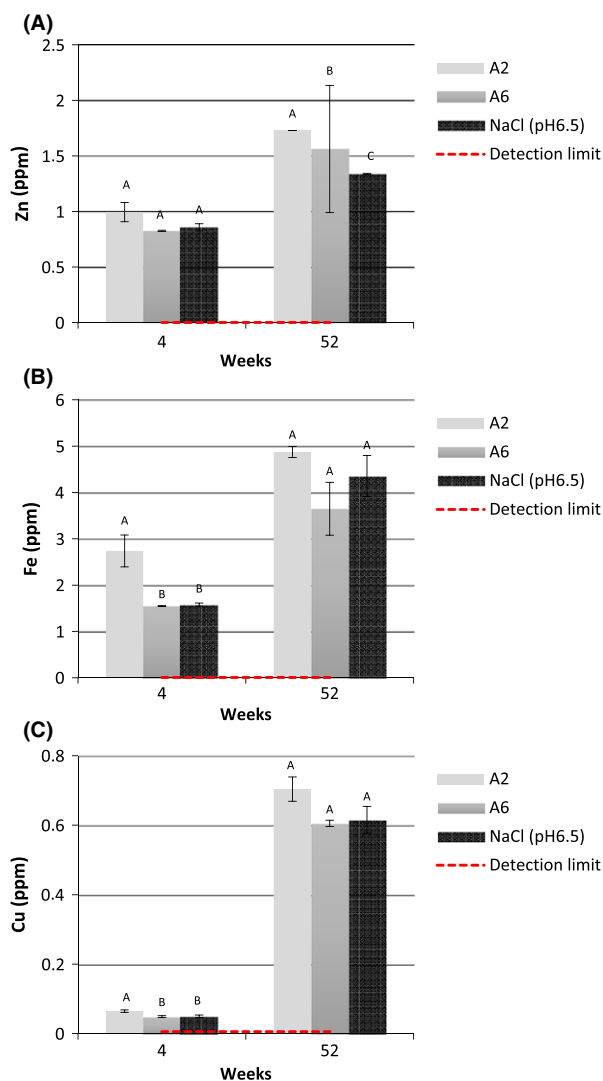 (A)
2.5
2
1.5
1
0.5
0
Zn (ppm)
A
A
A
A
B
C
4
52
Weeks
A2
A6
NaCl (pH6.5)
Detection limit
(B)
6
5
4
3
2
1
0
Fe (ppm)
A
B
B
A
A
A
4
52
Weeks
A2
A6
NaCl (pH6.5)
Detection limit
(C)
0.8
0.6
0.4
0.2
0
Cu (ppm)
A
B
B
A
A
A
4
52
Weeks
A2
A6
NaCl (pH6.5)
Detection limit